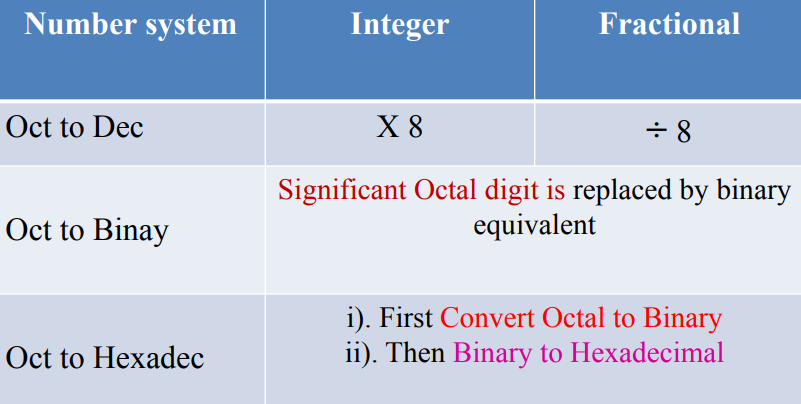 Number system Integer Fractional
Oct to Dec X 8 ÷ 8
Significant Octal digit is replaced by binary
equivalent
Oct to Binay
i). First Convert Octal to Binary
ii). Then Binary to Hexadecimal
Oct to Hexadec